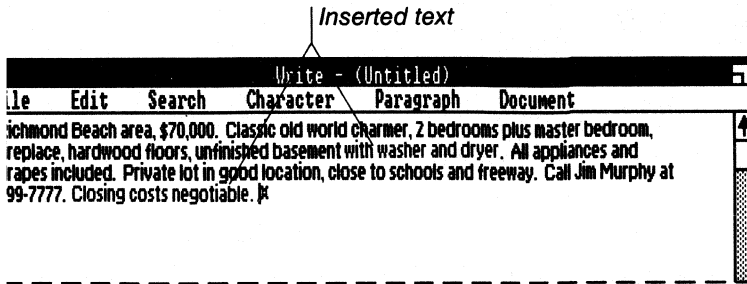 Inserted text
Write - (Untitled)
ile Edit Search Character Paragraph Document
ichmond Beach area, $70,000. Classic old world charmer, 2 bedrooms plus master bedroom,
replace, hardwood floors, unfinished basement with washer and dryer. All appliances and
rapes included. Private lot in good location, close to schools and freeway. Call Jim Murphy at
99-7777. Closing costs negotiable.